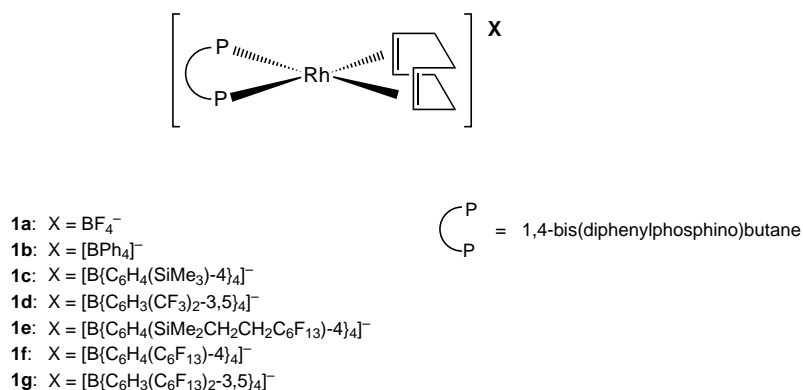 X
P
Rh
P
1a: X = BF₄⁻
1b: X = [BPh₄]⁻
1c: X = [B{C₆H₄(SiMe₃)-4}₄]⁻
1d: X = [B{C₆H₃(CF₃)₂-3,5}₄]⁻
1e: X = [B{C₆H₄(SiMe₂CH₂CH₂C₆F₁₃)-4}₄]⁻
1f: X = [B{C₆H₄(C₆F₁₃)-4}₄]⁻
1g: X = [B{C₆H₃(C₆F₁₃)₂-3,5}₄]⁻
P
P
= 1,4-bis(diphenylphosphino)butane